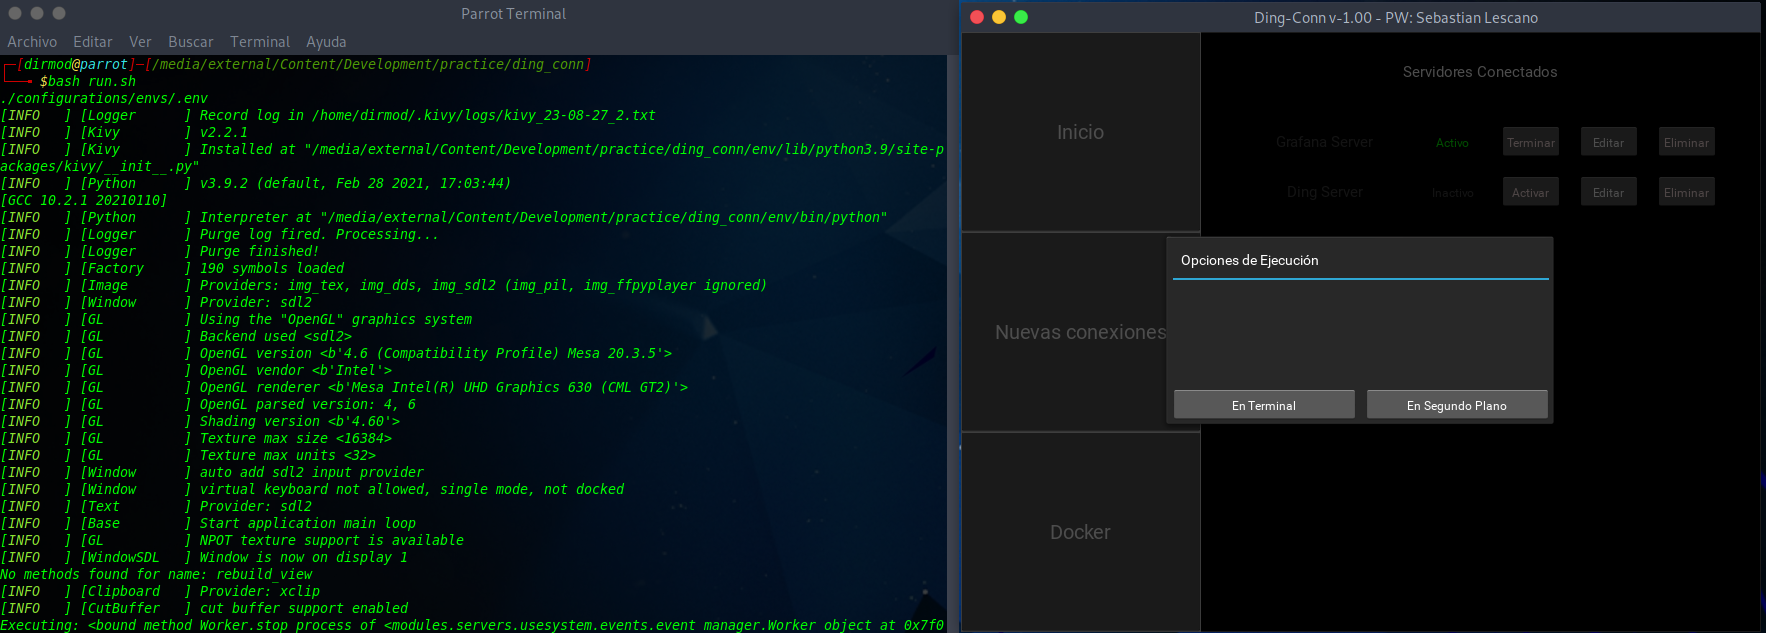 Parrot Terminal
Archivo Editar Ver Buscar Terminal Ayuda
┌─[dirmod@parrot]─[/media/external/Content/Development/practice/ding_conn]
└──╼ $bash run.sh
./configurations/envs/.env
[INFO   ] [Logger      ] Record log in /home/dirmod/.kivy/logs/kivy_23-08-27_2.txt
[INFO   ] [Kivy        ] v2.2.1
[INFO   ] [Kivy        ] Installed at "/media/external/Content/Development/practice/ding_conn/env/lib/python3.9/site-p
ackages/kivy/__init__.py"
[INFO   ] [Python      ] v3.9.2 (default, Feb 28 2021, 17:03:44)
[GCC 10.2.1 20210110]
[INFO   ] [Python      ] Interpreter at "/media/external/Content/Development/practice/ding_conn/env/bin/python"
[INFO   ] [Logger      ] Purge log fired. Processing...
[INFO   ] [Logger      ] Purge finished!
[INFO   ] [Factory     ] 190 symbols loaded
[INFO   ] [Image       ] Providers: img_tex, img_dds, img_sdl2 (img_pil, img_ffpyplayer ignored)
[INFO   ] [Window      ] Provider: sdl2
[INFO   ] [GL          ] Using the "OpenGL" graphics system
[INFO   ] [GL          ] Backend used <sdl2>
[INFO   ] [GL          ] OpenGL version <b'4.6 (Compatibility Profile) Mesa 20.3.5'>
[INFO   ] [GL          ] OpenGL vendor <b'Intel'>
[INFO   ] [GL          ] OpenGL renderer <b'Mesa Intel(R) UHD Graphics 630 (CML GT2)'>
[INFO   ] [GL          ] OpenGL parsed version: 4, 6
[INFO   ] [GL          ] Shading version <b'4.60'>
[INFO   ] [GL          ] Texture max size <16384>
[INFO   ] [GL          ] Texture max units <32>
[INFO   ] [Window      ] auto add sdl2 input provider
[INFO   ] [Window      ] virtual keyboard not allowed, single mode, not docked
[INFO   ] [Text        ] Provider: sdl2
[INFO   ] [Base        ] Start application main loop
[INFO   ] [GL          ] NPOT texture support is available
[INFO   ] [WindowSDL   ] Window is now on display 1
No methods found for name: rebuild_view
[INFO   ] [Clipboard   ] Provider: xclip
[INFO   ] [CutBuffer   ] cut buffer support enabled
Executing: <bound method Worker.stop_process of <modules.servers.usesystem.events.event_manager.Worker object at 0x7f0
Ding-Conn v-1.00 - PW: Sebastian Lescano
Inicio
Nuevas conexiones
Docker
Servidores Conectados
Grafana Server Activo Terminar Editar Eliminar
Ding Server Inactivo Activar Editar Eliminar
Opciones de Ejecución
En Terminal En Segundo Plano